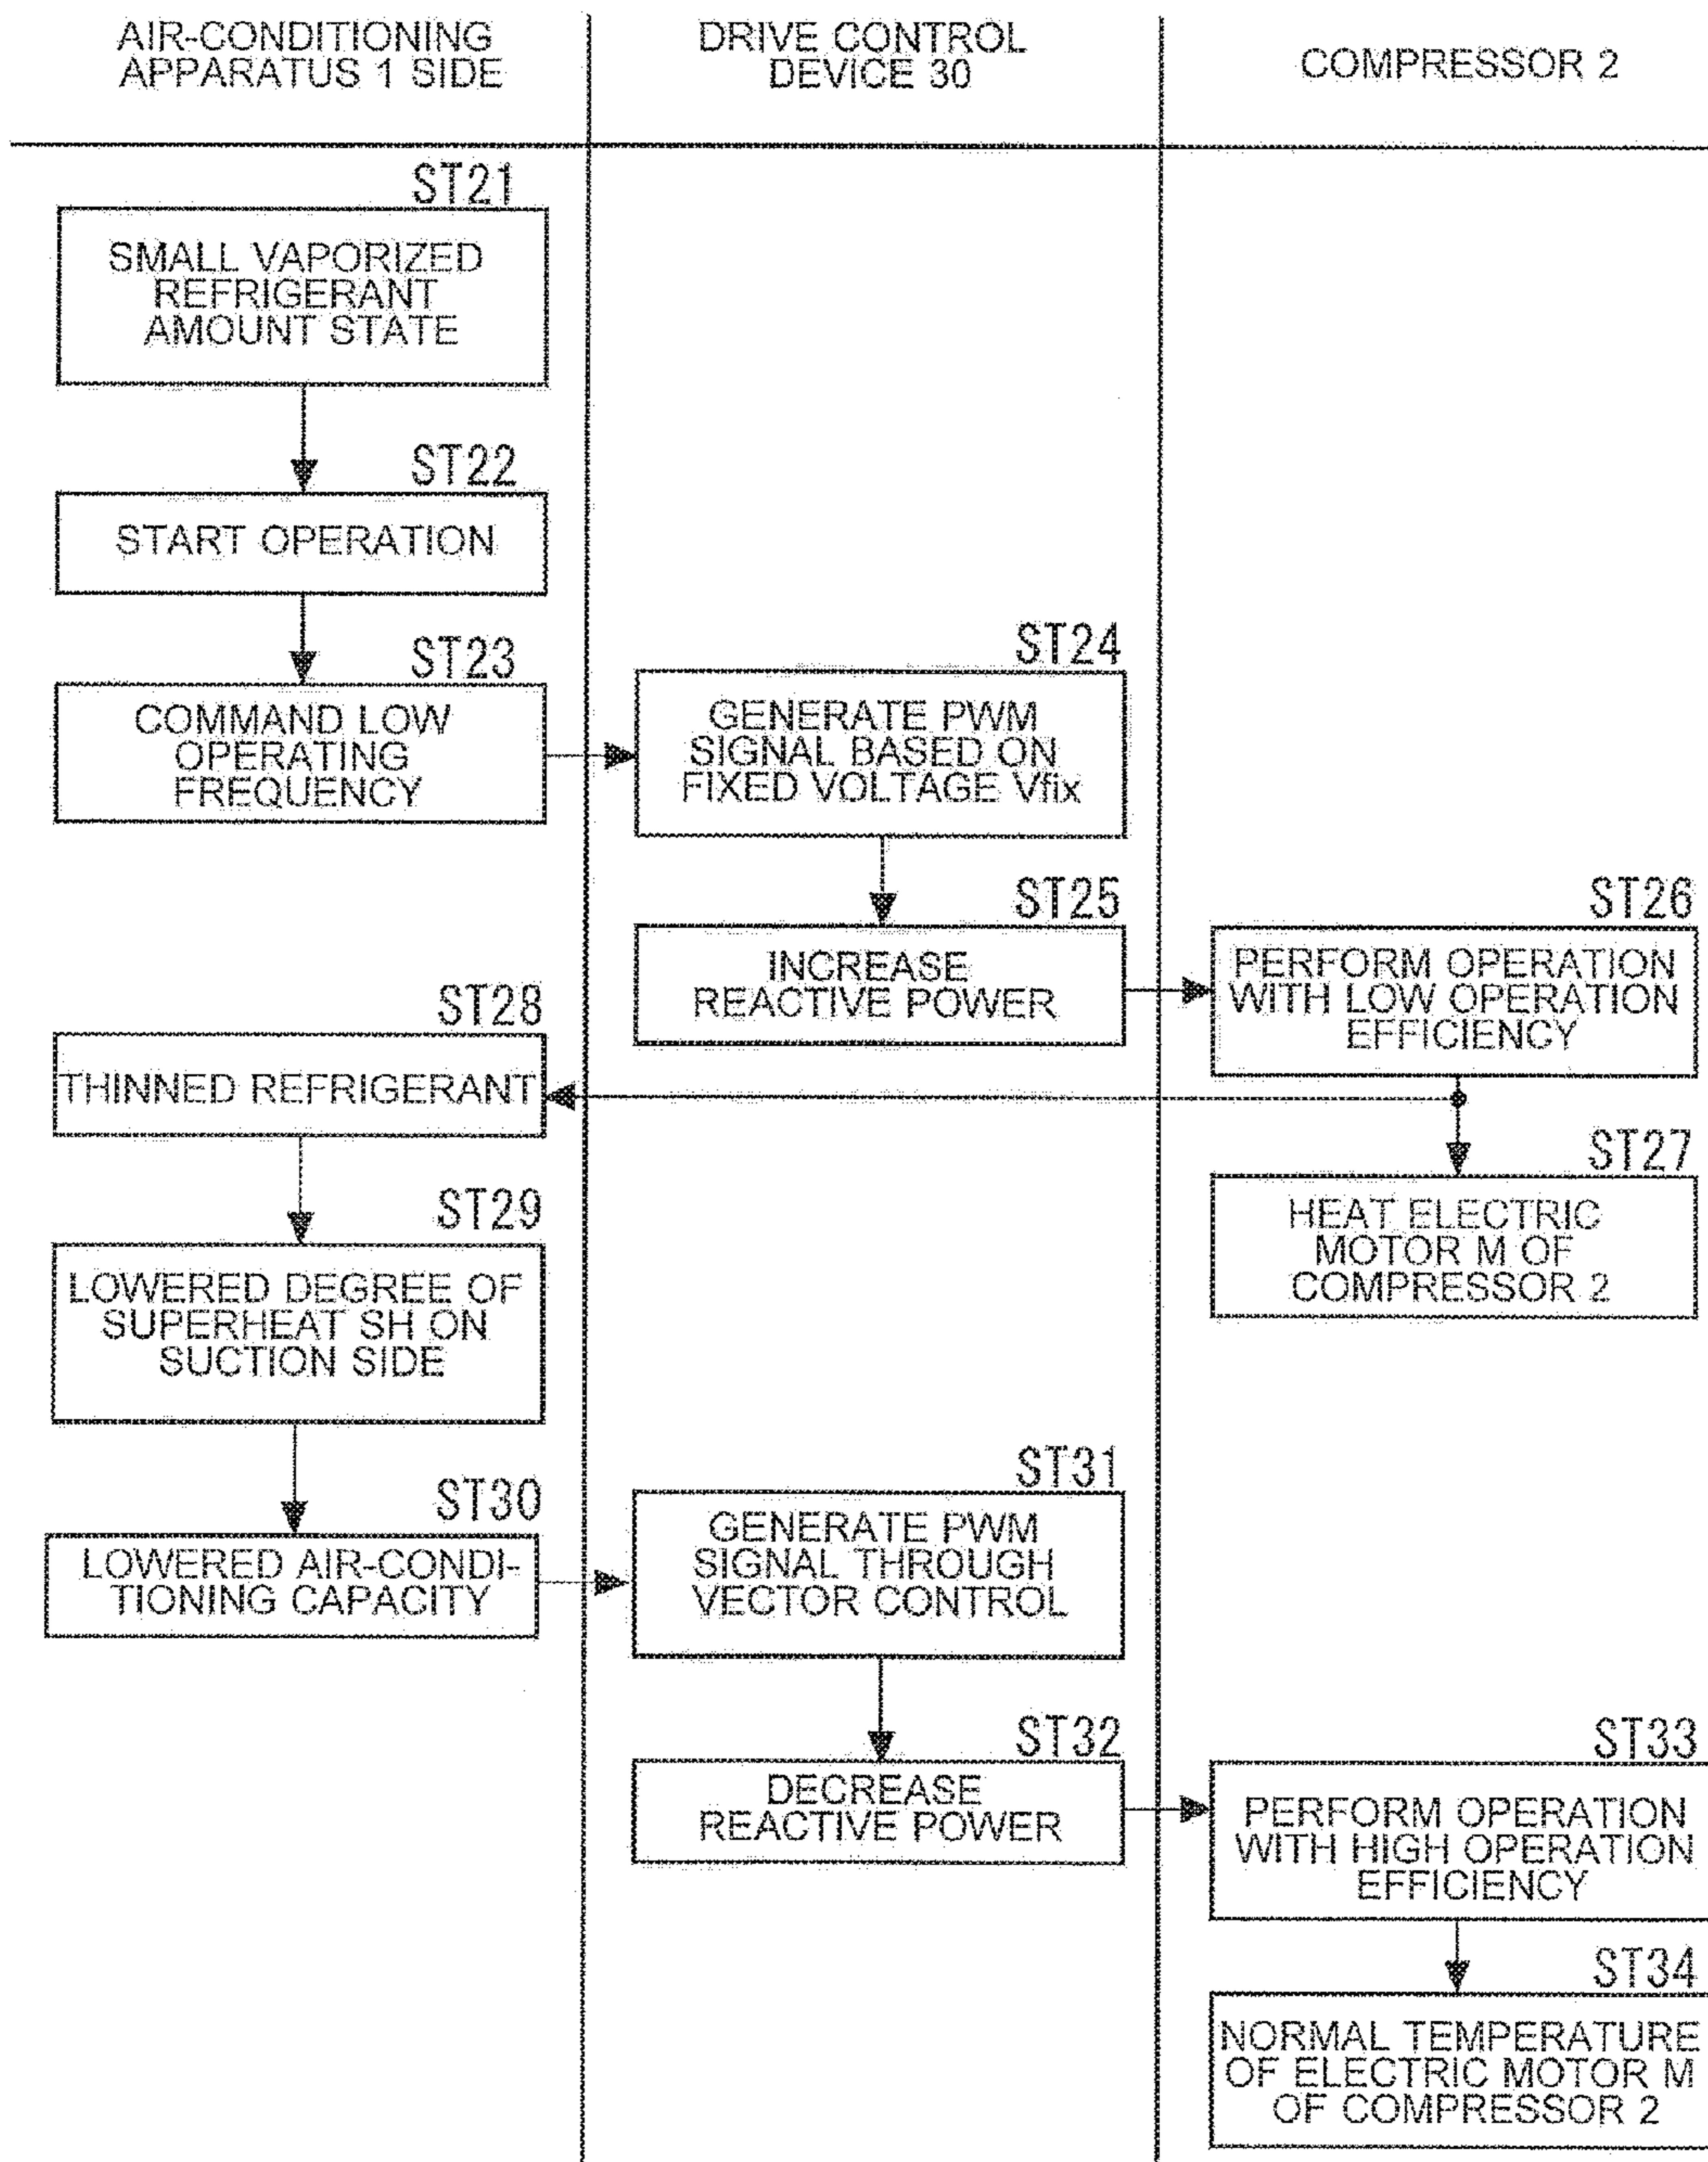 AIR-CONDITIONING
APPARATUS 1 SIDE
DRIVE CONTROL
DEVICE 30
COMPRESSOR 2
ST21
SMALL VAPORIZED
REFRIGERANT
AMOUNT STATE
ST22
START OPERATION
ST23
COMMAND LOW
OPERATING
FREQUENCY
ST24
GENERATE PWM
SIGNAL BASED ON
FIXED VOLTAGE Vfix
ST25
INCREASE
REACTIVE POWER
ST26
PERFORM OPERATION
WITH LOW OPERATION
EFFICIENCY
ST27
HEAT ELECTRIC
MOTOR M OF
COMPRESSOR 2
ST28
THINNED REFRIGERANT
ST29
LOWERED DEGREE OF
SUPERHEAT SH ON
SUCTION SIDE
ST30
LOWERED AIR-CONDI-
TIONING CAPACITY
ST31
GENERATE PWM
SIGNAL THROUGH
VECTOR CONTROL
ST32
DECREASE
REACTIVE POWER
ST33
PERFORM OPERATION
WITH HIGH OPERATION
EFFICIENCY
ST34
NORMAL TEMPERATURE
OF ELECTRIC MOTOR M
OF COMPRESSOR 2